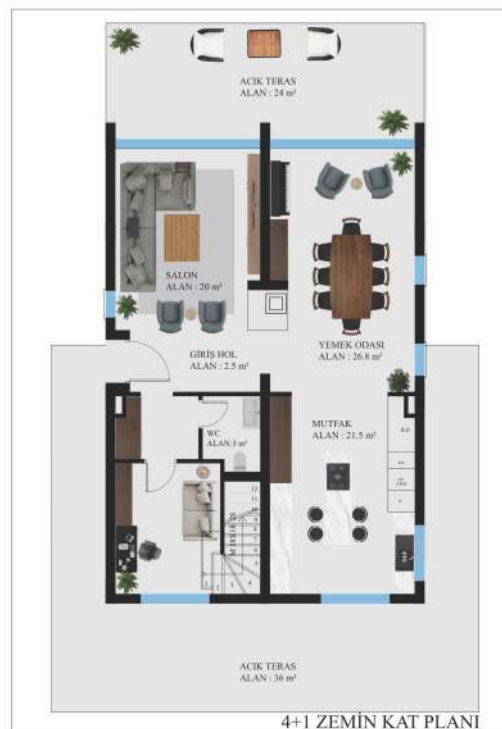 ACIK TERAS
ALAN : 24 m²
SALON
ALAN : 20 m²
YEMEK ODASI
ALAN : 26.8 m²
GİRİŞ HOL
ALAN : 2.5 m²
MUTFAK
ALAN : 21.5 m²
WC
ALAN:3 m²
ACIK TERAS
ALAN : 36 m²
4+1 ZEMİN KAT PLANI